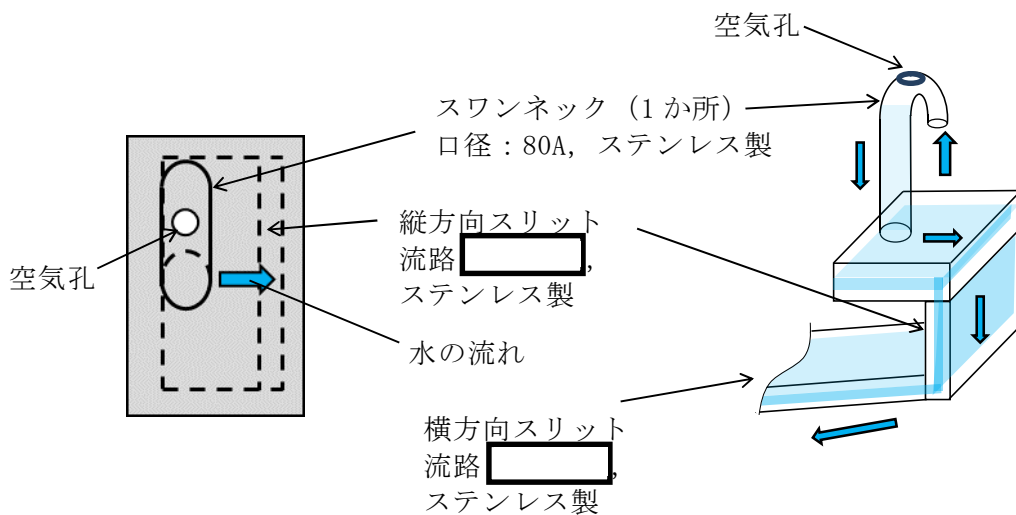 空気孔
スワンネック（1か所）
口径：80A，ステンレス製
縦方向スリット
流路　　　　，
ステンレス製
空気孔
水の流れ
横方向スリット
流路　　　　，
ステンレス製